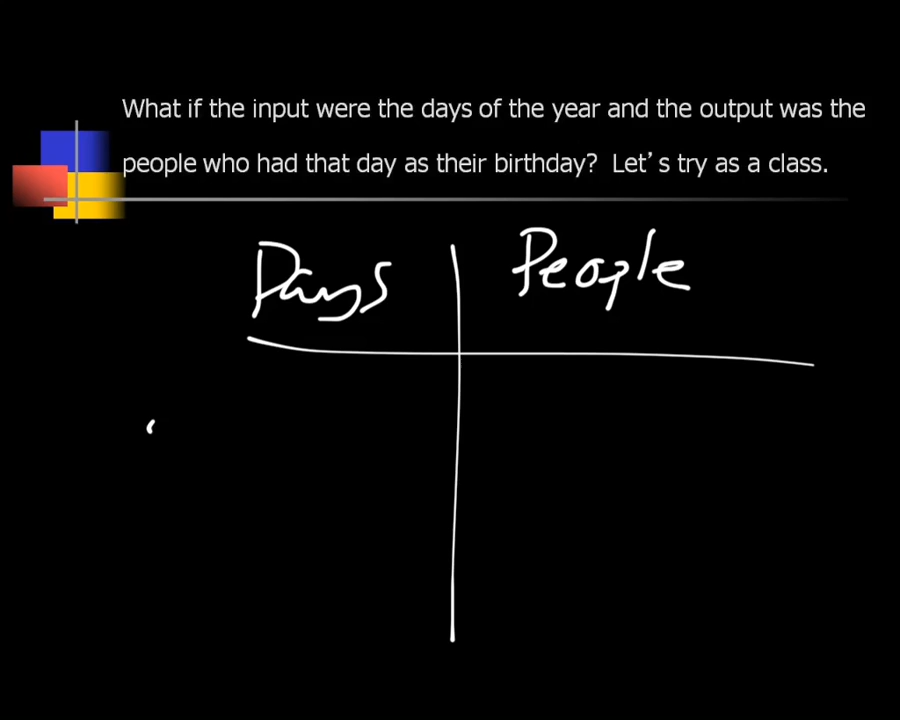 What if the input were the days of the year and the output was the
people who had that day as their birthday? Let’s try as a class.
Days People